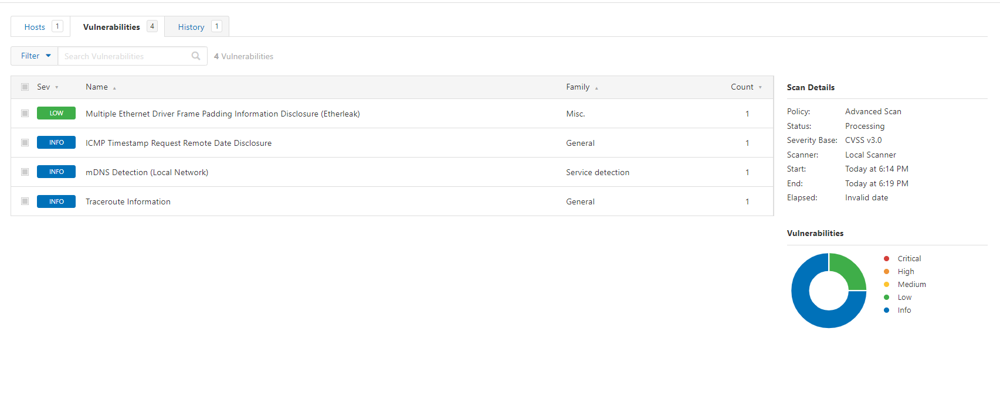 Hosts 1 Vulnerabilities 4 History 1
Filter Search Vulnerabilities 4 Vulnerabilities
Sev Name Family Count
LOW Multiple Ethernet Driver Frame Padding Information Disclosure (Etherleak) Misc. 1
INFO ICMP Timestamp Request Remote Date Disclosure General 1
INFO mDNS Detection (Local Network) Service detection 1
INFO Traceroute Information General 1
Scan Details
Policy: Advanced Scan
Status: Processing
Severity Base: CVSS v3.0
Scanner: Local Scanner
Start: Today at 6:14 PM
End: Today at 6:19 PM
Elapsed: Invalid date
Vulnerabilities
Critical
High
Medium
Low
Info